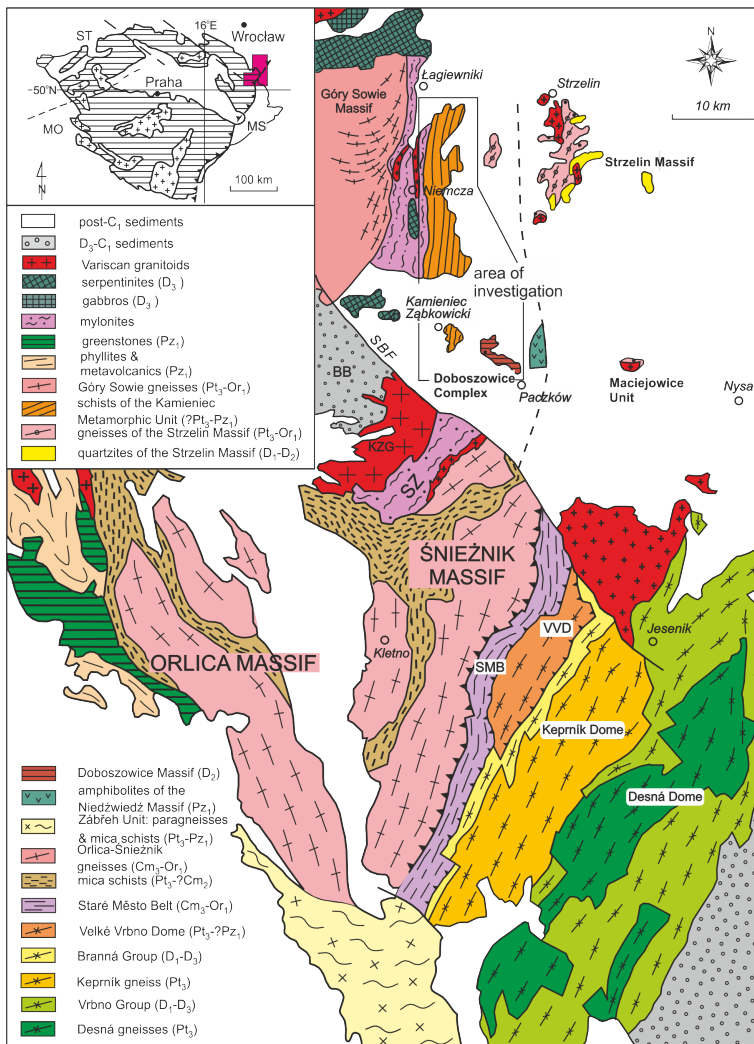 ST
16°E
Wrocław
50°N
Praha
MO
MS
N
100 km
post-C1 sediments
D3-C1 sediments
Variscan granitoids
serpentinites (D3 )
gabbros (D3 )
mylonites
greenstones (Pz1)
phyllites &
metavolcanics (Pz1)
Góry Sowie gneisses (Pt3-Or1)
schists of the Kamieniec
Metamorphic Unit (?Pt3-Pz1)
gneisses of the Strzelin Massif (Pt3-Or1)
quartzites of the Strzelin Massif (D1-D2)
Góry Sowie
Massif
Łagiewniki
Strzelin
N
10 km
Strzelin Massif
Niemcza
area of
investigation
Kamieniec
Ząbkowicki
SBF
BB
Doboszowice
Complex
Paczków
Maciejowice
Unit
Nysa
KZG
SZ
ŚNIEŻNIK
MASSIF
ORLICA MASSIF
Kletno
VVD
SMB
Jesenik
Keprník Dome
Desná Dome
Doboszowice Massif (D2)
amphibolites of the
Niedźwiedź Massif (Pz1)
Zábřeh Unit: paragneisses
& mica schists (Pt3-Pz1)
Orlica-Śnieżnik
gneisses (Cm3-Or1)
mica schists (Pt3-?Cm2)
Staré Město Belt (Cm3-Or1)
Velké Vrbno Dome (Pt3-?Pz1)
Branná Group (D1-D3)
Keprník gneiss (Pt3)
Vrbno Group (D1-D3)
Desná gneisses (Pt3)